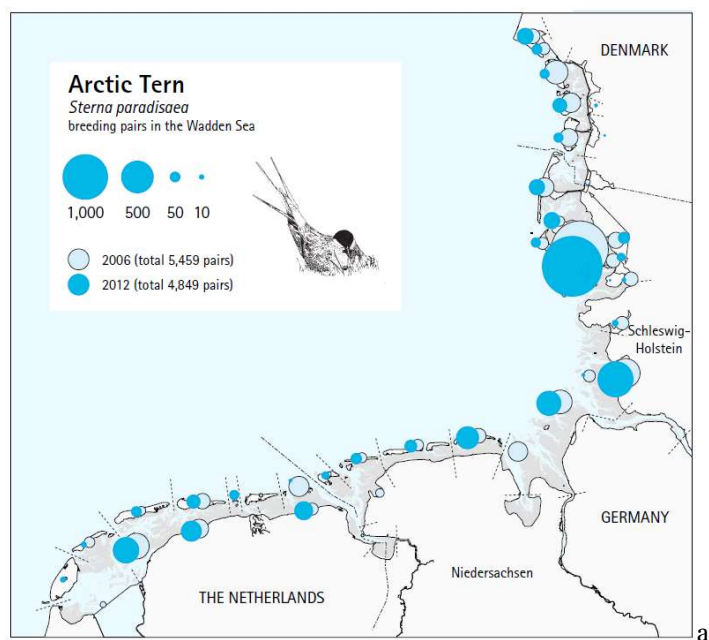 DENMARK
Arctic Tern
Sterna paradisaea
breeding pairs in the Wadden Sea
1,000 500 50 10
2006 (total 5,459 pairs)
2012 (total 4,849 pairs)
Schleswig-
Holstein
GERMANY
Niedersachsen
THE NETHERLANDS
a